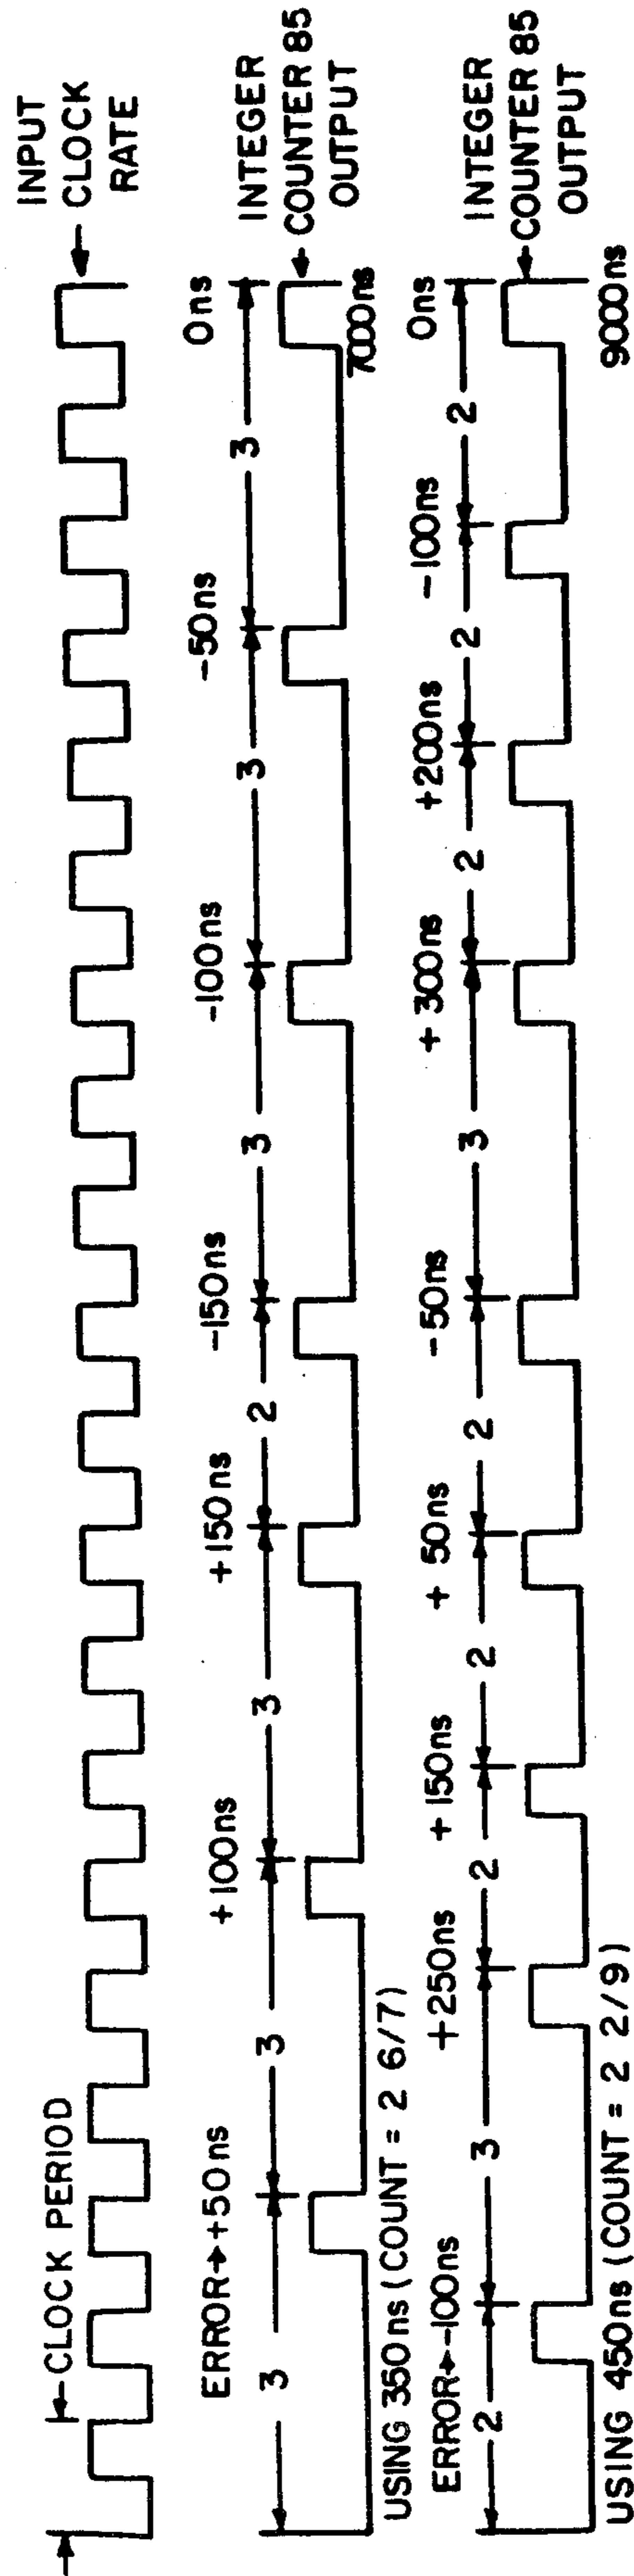 CLOCK PERIOD
INPUT
CLOCK
RATE
ERROR +50ns
+100ns
+150ns
-150ns
-100ns
-50ns
0ns
3
3
3
2
3
3
3
INTEGER
COUNTER 85
OUTPUT
7000ns
USING 350ns (COUNT = 2 6/7)
ERROR -100ns
+250ns
+150ns
+50ns
-50ns
+300ns
+200ns
-100ns
0ns
2
3
2
2
2
3
2
2
2
INTEGER
COUNTER 85
OUTPUT
9000ns
USING 450ns (COUNT = 2 2/9)